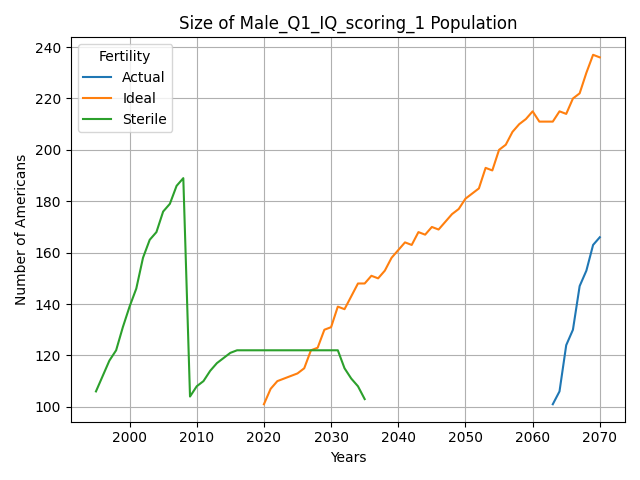 Size of Male_Q1_IQ_scoring_1 Population
Fertility
Actual
Ideal
Sterile
Number of Americans
240
220
200
180
160
140
120
100
2000 2010 2020 2030 2040 2050 2060 2070
Years